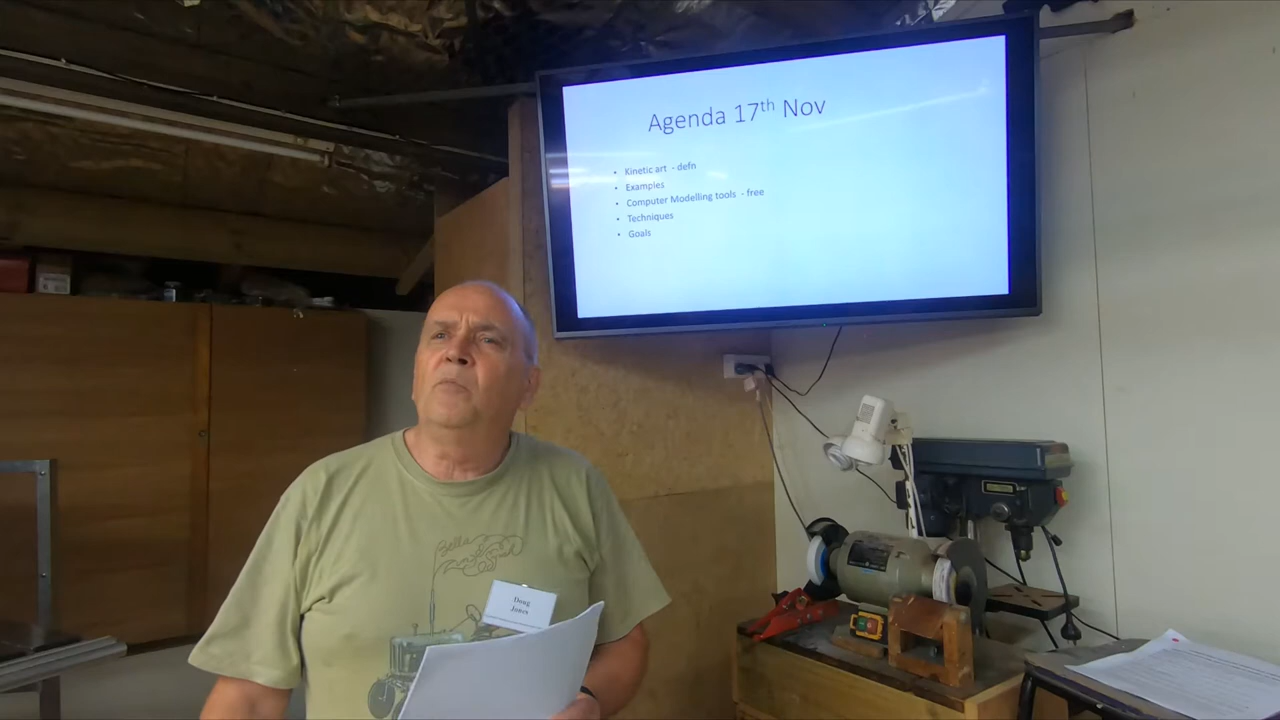 Agenda 17th Nov
• Kinetic art - defn
• Examples
• Computer Modelling tools - free
• Techniques
• Goals
Doug
Jones